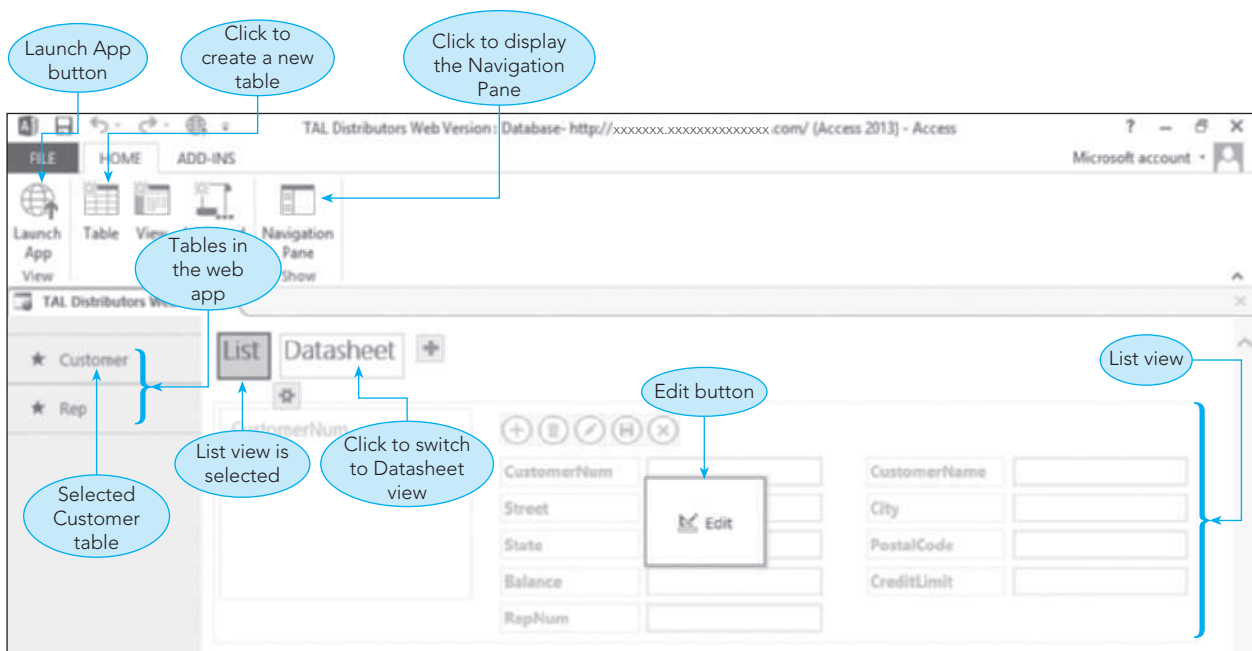 Launch App
button
Click to
create a new
table
Click to display
the Navigation
Pane
TAL Distributors Web Version : Database- http://xxxxxxx.xxxxxxxxxxxxxx.com/ (Access 2013) - Access
?
FILE
HOME
ADD-INS
Microsoft account
Launch
App
Table
View
Navigation
Pane
View
Show
Tables in
the web
app
TAL Distributors
Customer
Rep
List
Datasheet
List view
Edit button
CustomerNum
List view is
selected
Click to switch
to Datasheet
view
Selected
Customer
table
CustomerNum
CustomerName
Street
City
Edit
State
PostalCode
Balance
CreditLimit
RepNum